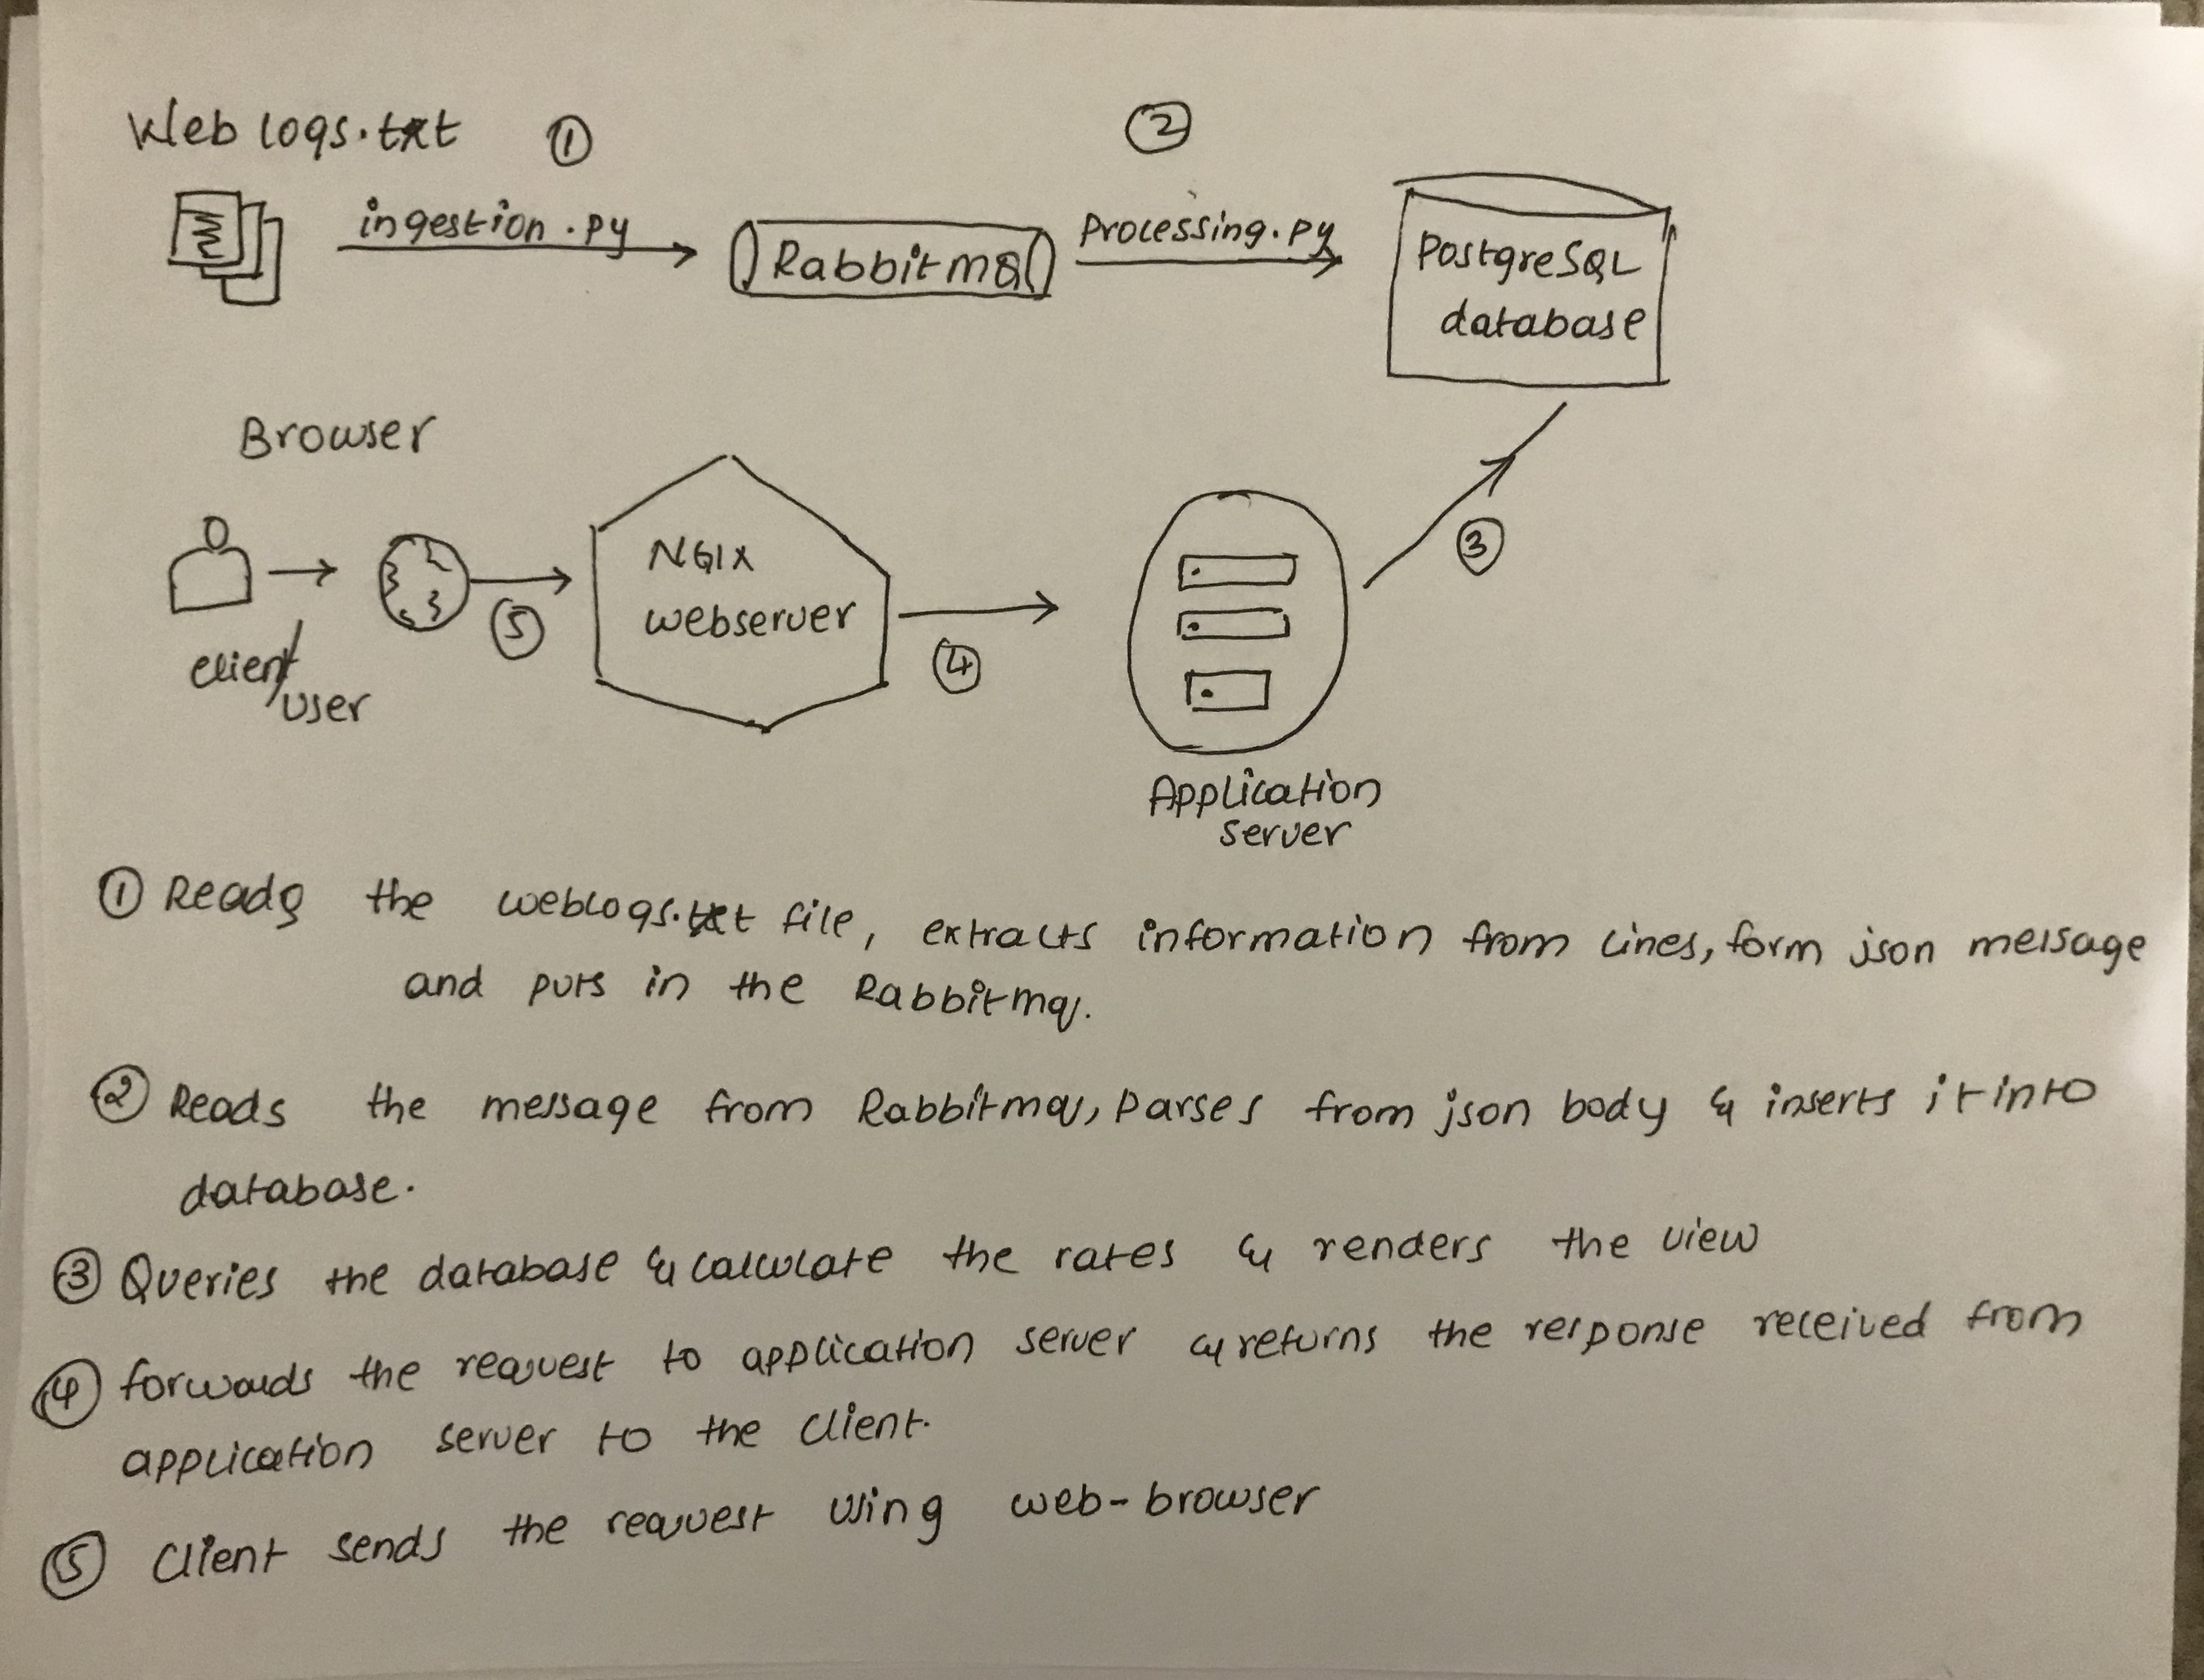 Web logs.txt ① ②
ingestion.py
Rabbitmq
Processing.py
PostgreSQL
database
Browser
NGIX
webserver
③
⑤
④
client/
user
Application
server
① Reads the weblogs.txt file, extracts information from lines, form json message
and puts in the Rabbitmq.
② Reads the message from Rabbitmq, parses from json body & inserts it into
database.
③ Queries the database & calculate the rates & renders the view
④ forwards the request to application server & returns the response received from
application server to the client.
⑤ Client sends the request using web-browser